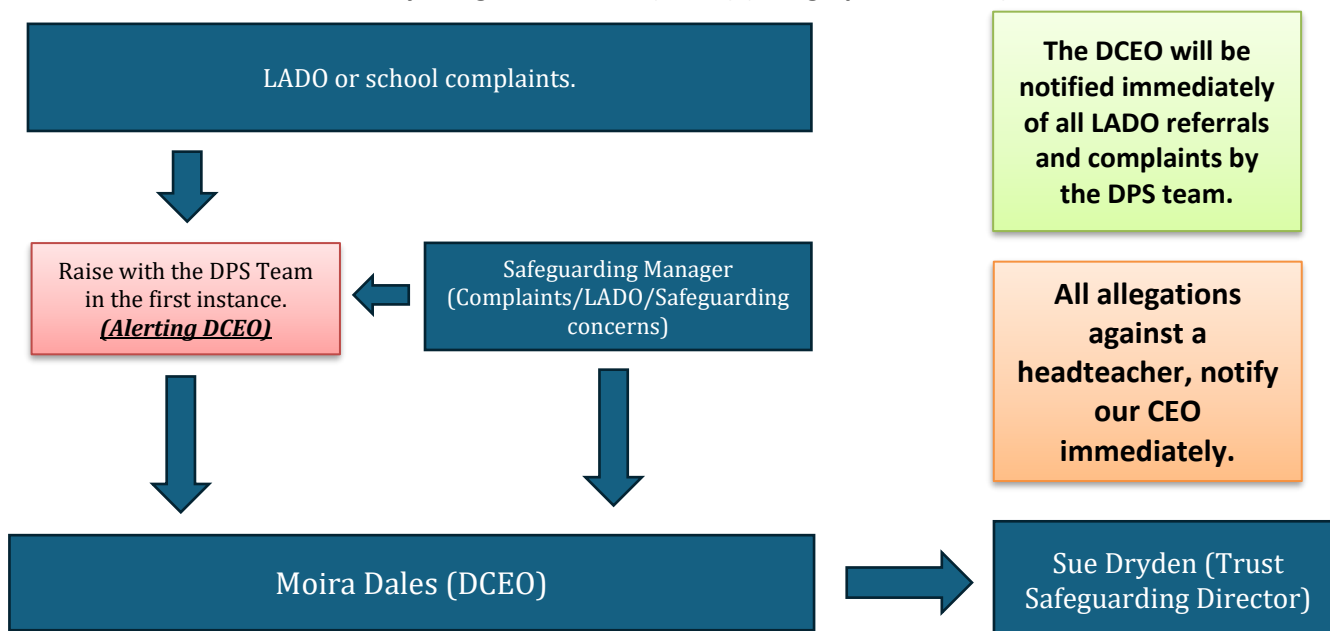 LADO or school complaints.
The DCEO will be
notified immediately
of all LADO referrals
and complaints by
the DPS team.
Raise with the DPS Team
in the first instance.
(Alerting DCEO)
Safeguarding Manager
(Complaints/LADO/Safeguarding
concerns)
All allegations
against a
headteacher, notify
our CEO
immediately.
Moira Dales (DCEO)
Sue Dryden (Trust
Safeguarding Director)